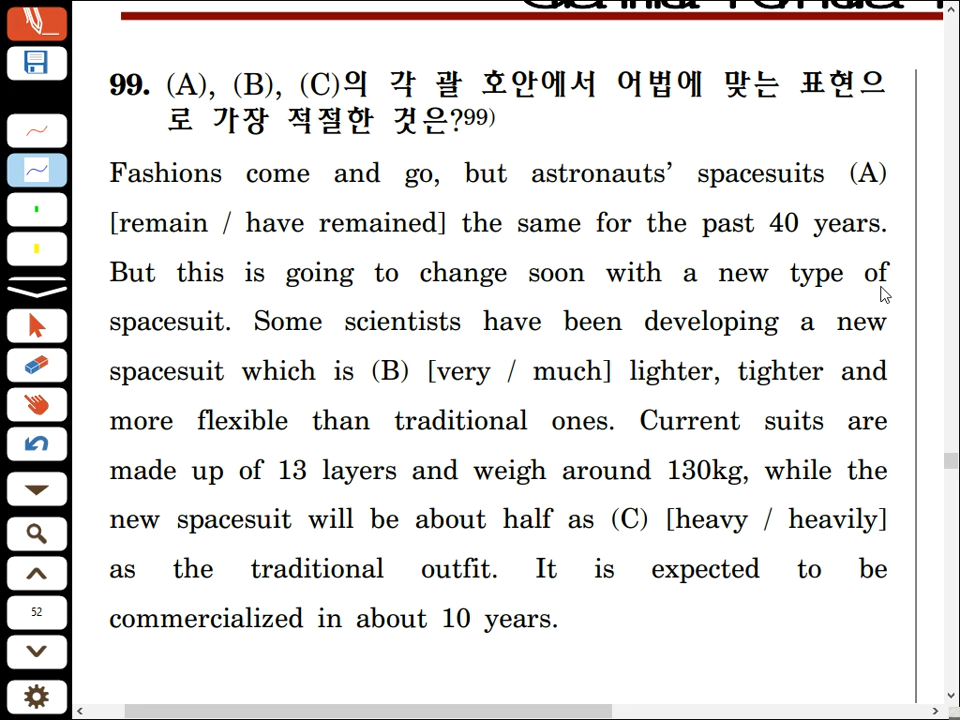 99. (A), (B), (C)의 각 괄 호안에서 어법에 맞는 표현으
로 가장 적절한 것은?99)
Fashions come and go, but astronauts’ spacesuits (A)
[remain / have remained] the same for the past 40 years.
But this is going to change soon with a new type of
spacesuit. Some scientists have been developing a new
spacesuit which is (B) [very / much] lighter, tighter and
more flexible than traditional ones. Current suits are
made up of 13 layers and weigh around 130kg, while the
new spacesuit will be about half as (C) [heavy / heavily]
as the traditional outfit. It is expected to be
commercialized in about 10 years.
52